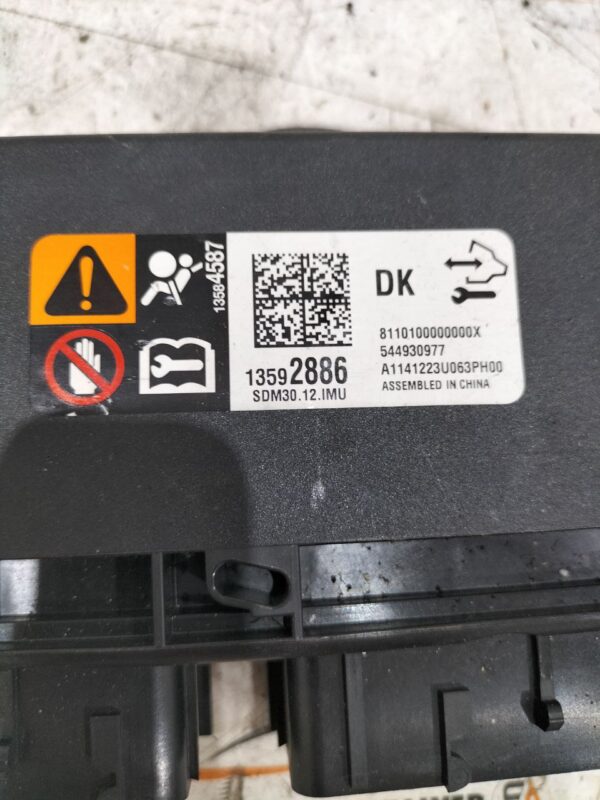 13584587
13592886
SDM30.12.IMU
DK
8110100000000X
544930977
A1141223U063PH00
ASSEMBLED IN CHINA